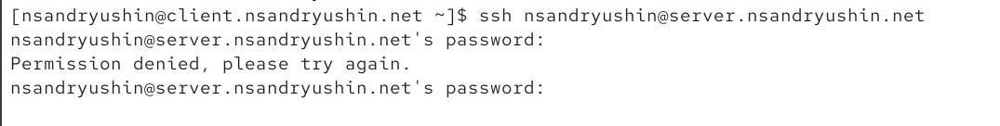 [nsandryushin@client.nsandryushin.net ~]$ ssh nsandryushin@server.nsandryushin.net
nsandryushin@server.nsandryushin.net's password:
Permission denied, please try again.
nsandryushin@server.nsandryushin.net's password: